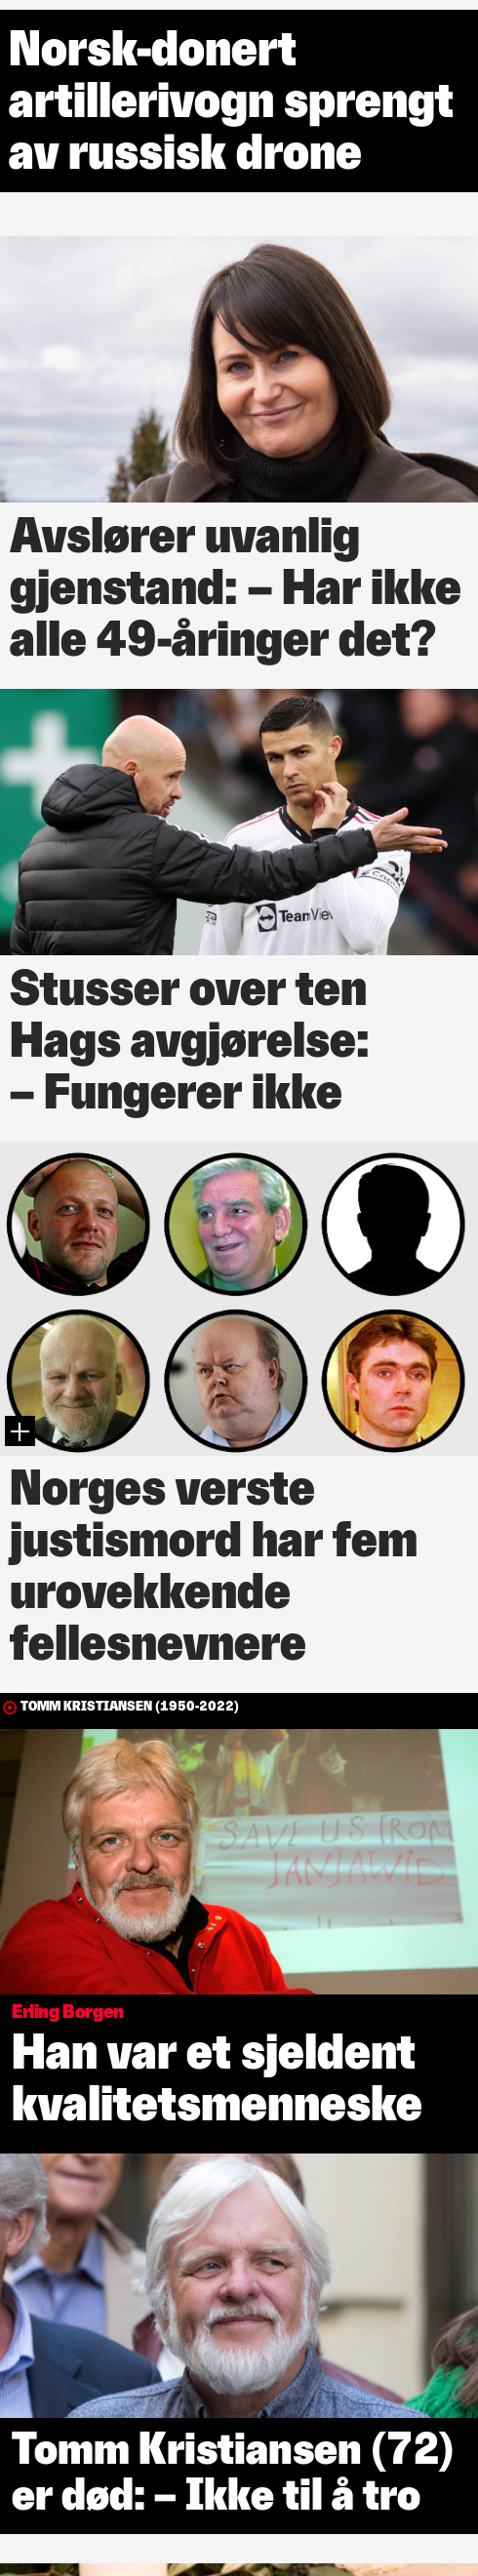 Norsk-donert
artillerivogn sprengt
av russisk drone
Avslører uvanlig
gjenstand: – Har ikke
alle 49-åringer det?
TeamVie
Stusser over ten
Hags avgjørelse:
– Fungerer ikke
Norges verste
justismord har fem
urovekkende
fellesnevnere
TOMM KRISTIANSEN (1950-2022)
SAVE US FROM
JANJAWID
Erling Borgen
Han var et sjeldent
kvalitetsmenneske
Tomm Kristiansen (72)
er død: – Ikke til å tro